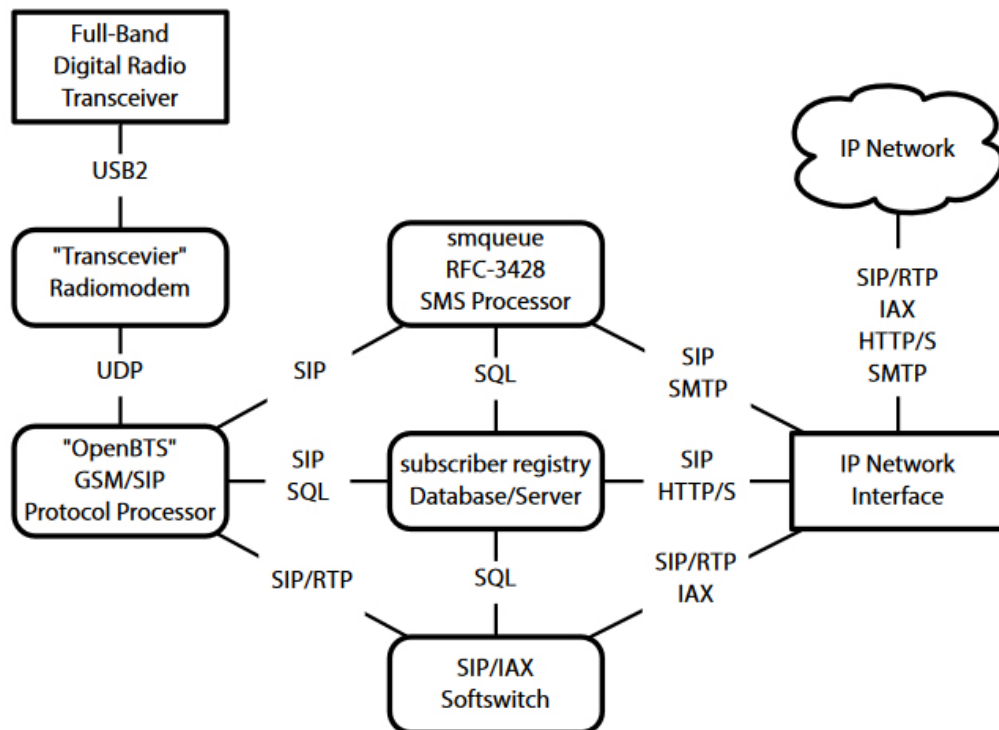 Full-Band
Digital Radio
Transceiver
USB2
"Transcevier"
Radiomodem
UDP
"OpenBTS"
GSM/SIP
Protocol Processor
SIP
SIP
SQL
SIP/RTP
smqueue
RFC-3428
SMS Processor
SQL
subscriber registry
Database/Server
SQL
SIP/IAX
Softswitch
SIP
SMTP
SIP
HTTP/S
SIP/RTP
IAX
IP Network
SIP/RTP
IAX
HTTP/S
SMTP
IP Network
Interface